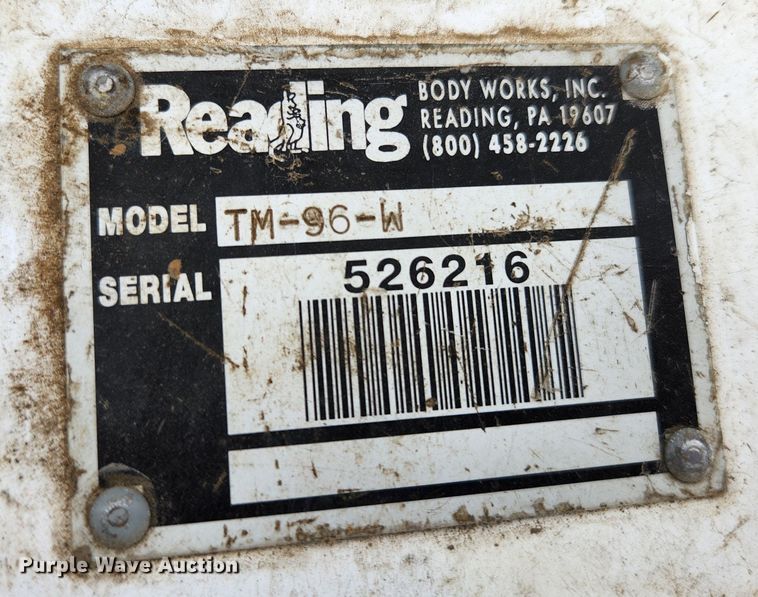 Reading
BODY WORKS, INC.
READING, PA 19607
(800) 458-2226
MODEL TM-96-W
SERIAL 526216
Purple Wave Auction